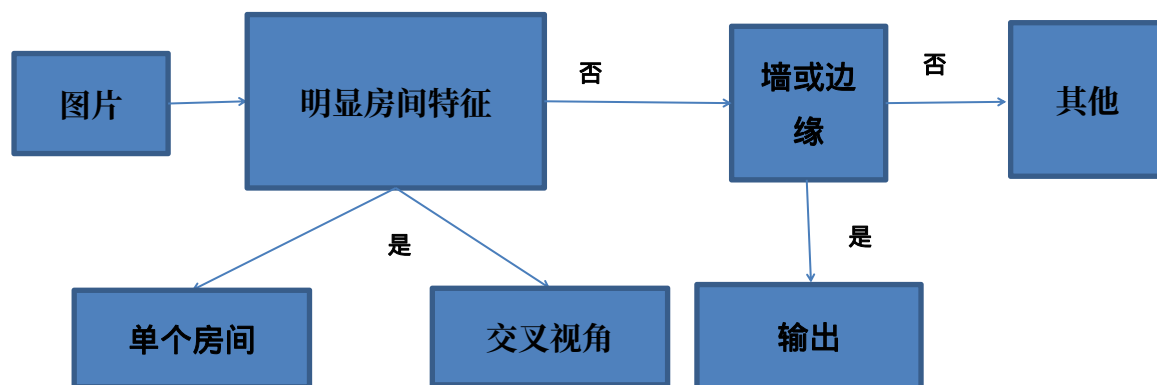 图片
明显房间特征
否
墙或边
缘
否
其他
是
是
单个房间
交叉视角
输出